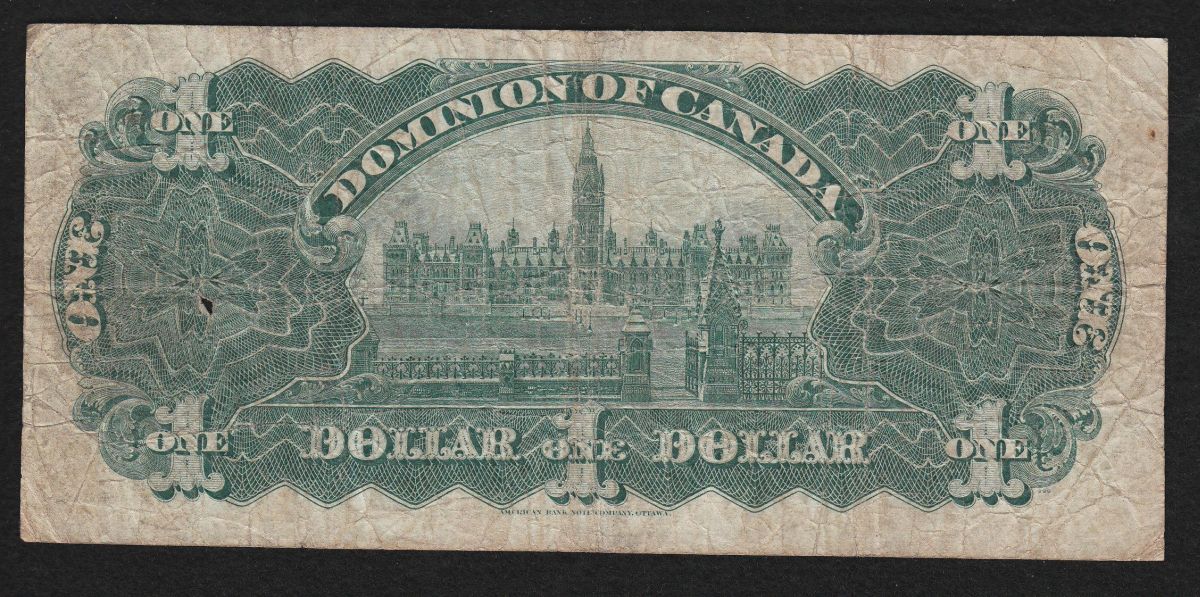 DOMINION OF CANADA
ONE
ONE
1
1
ONE
ONE
ONE
ONE
1
1
DOLLAR ONE DOLLAR
1
AMERICAN BANK NOTE COMPANY, OTTAWA.